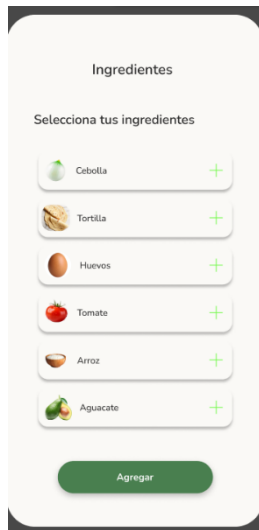 Ingredientes
Selecciona tus ingredientes
Cebolla
Tortilla
Huevos
Tomate
Arroz
Aguacate
Agregar